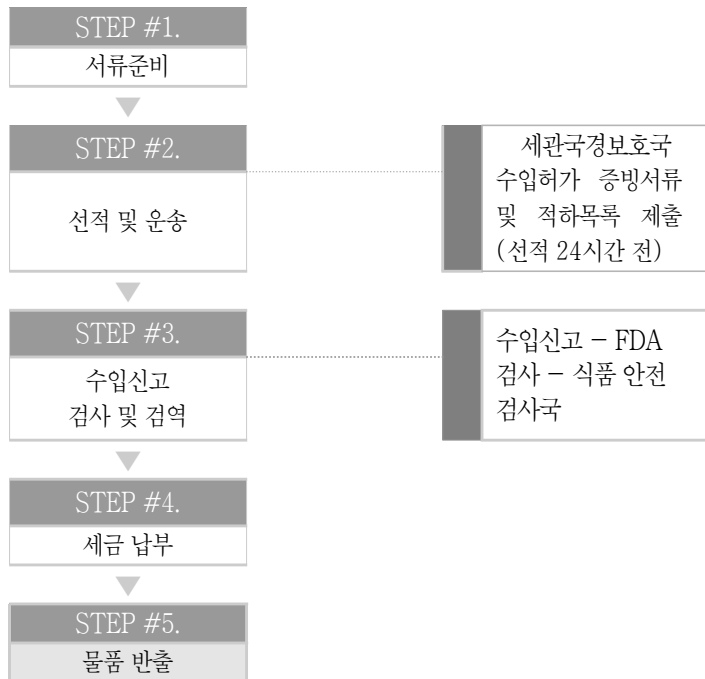 STEP #1.
서류준비
STEP #2.
선적 및 운송
세관국경보호국
수입허가 증빙서류
및 적하목록 제출
(선적 24시간 전)
STEP #3.
수입신고
검사 및 검역
수입신고 - FDA
검사 - 식품 안전
검사국
STEP #4.
세금 납부
STEP #5.
물품 반출